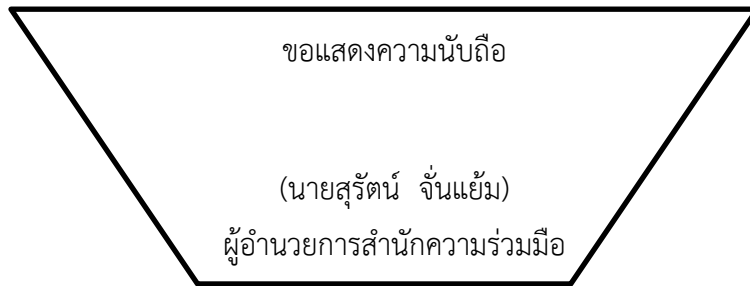 ขอแสดงความนับถือ
(นายสุรัตน์ จั่นแย้ม)
ผู้อำนวยการสำนักความร่วมมือ